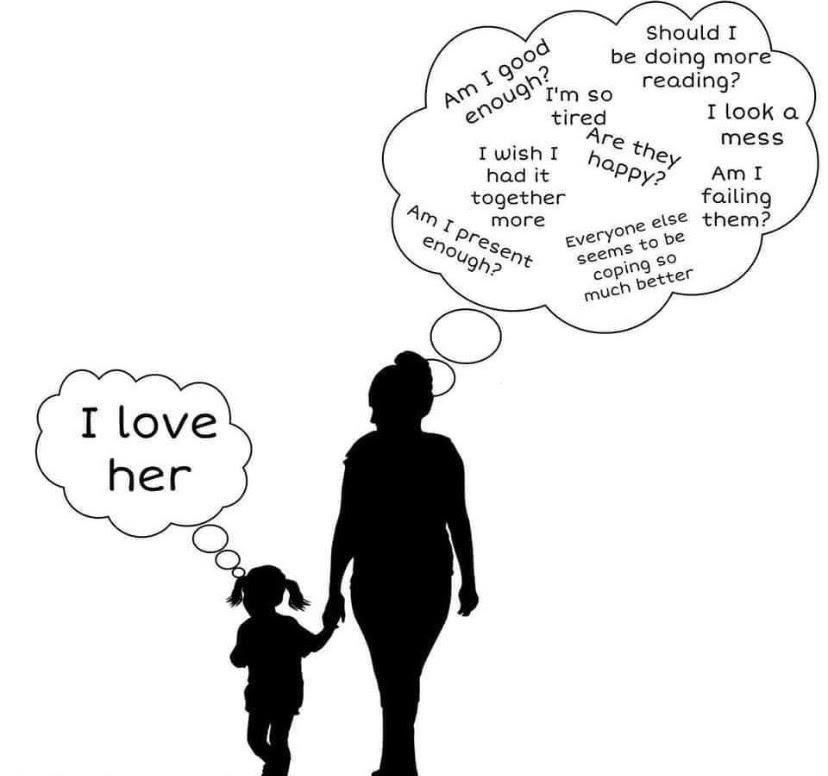 Am I good
enough?
I'm so
tired
Should I
be doing more
reading?
I look a
mess
Are they
happy?
I wish I
had it
together
more
Am I
failing
them?
Am I present
enough?
Everyone else
seems to be
coping so
much better
I love
her